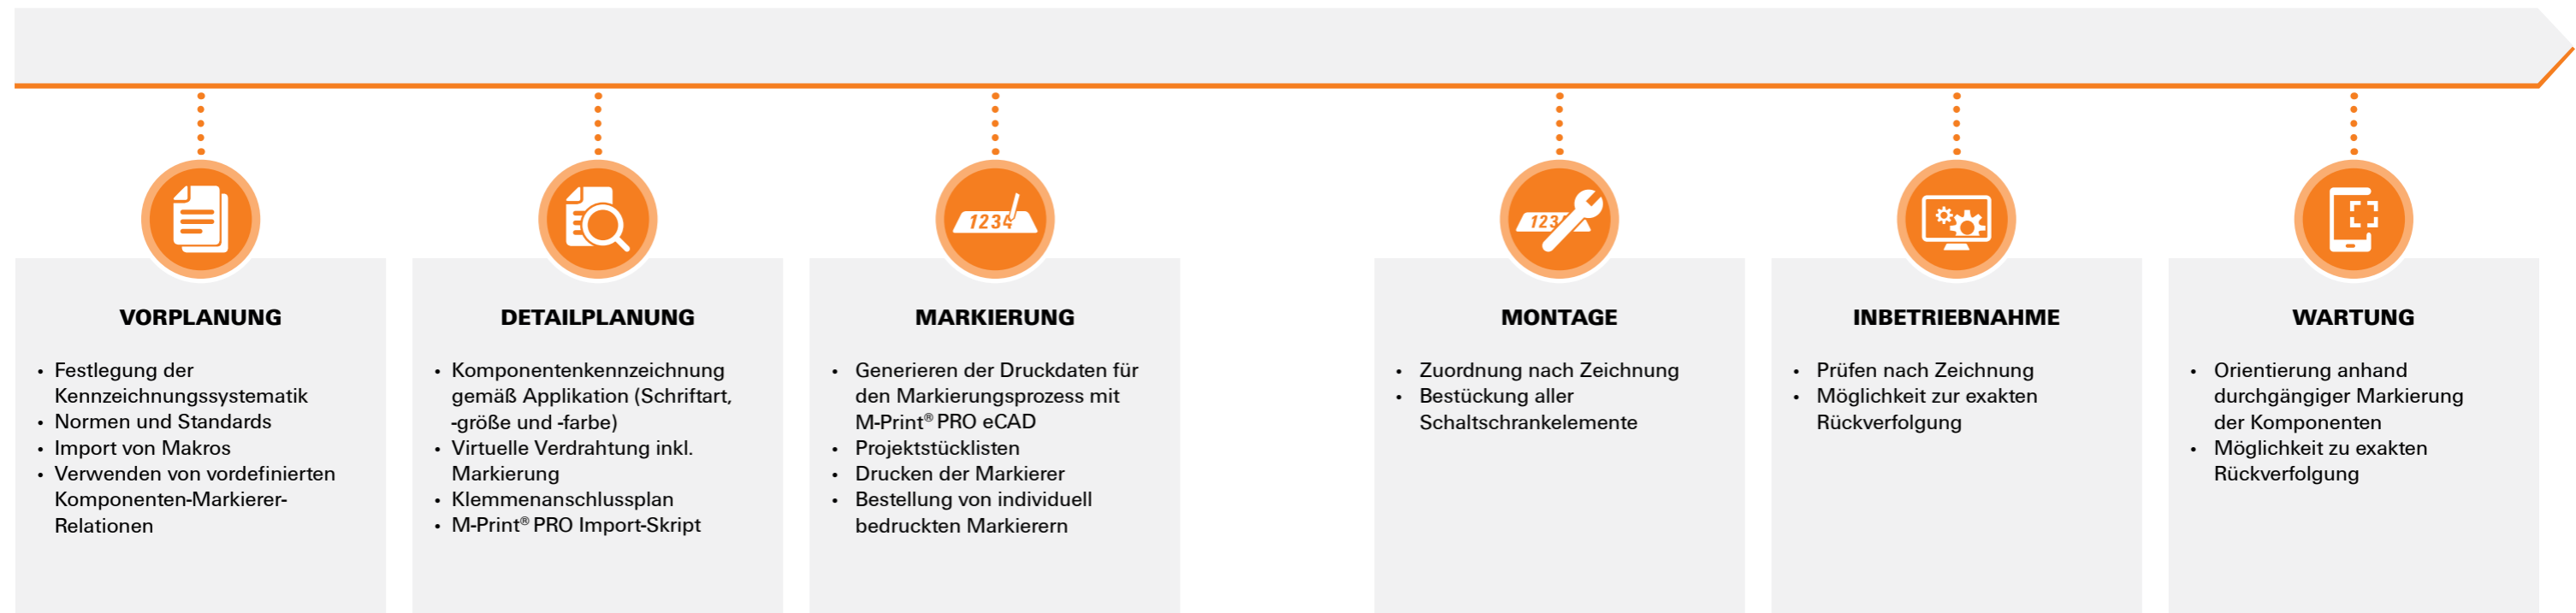 VORPLANUNG
• Festlegung der
Kennzeichnungssystematik
• Normen und Standards
• Import von Makros
• Verwenden von vordefinierten
Komponenten-Markierer-
Relationen
DETAILPLANUNG
• Komponentenkennzeichnung
gemäß Applikation (Schriftart,
-größe und -farbe)
• Virtuelle Verdrahtung inkl.
Markierung
• Klemmenanschlussplan
• M-Print® PRO Import-Skript
1234
MARKIERUNG
• Generieren der Druckdaten für
den Markierungsprozess mit
M-Print® PRO eCAD
• Projektstücklisten
• Drucken der Markierer
• Bestellung von individuell
bedruckten Markierern
123
MONTAGE
• Zuordnung nach Zeichnung
• Bestückung aller
Schaltschrankelemente
INBETRIEBNAHME
• Prüfen nach Zeichnung
• Möglichkeit zur exakten
Rückverfolgung
WARTUNG
• Orientierung anhand
durchgängiger Markierung
der Komponenten
• Möglichkeit zu exakten
Rückverfolgung